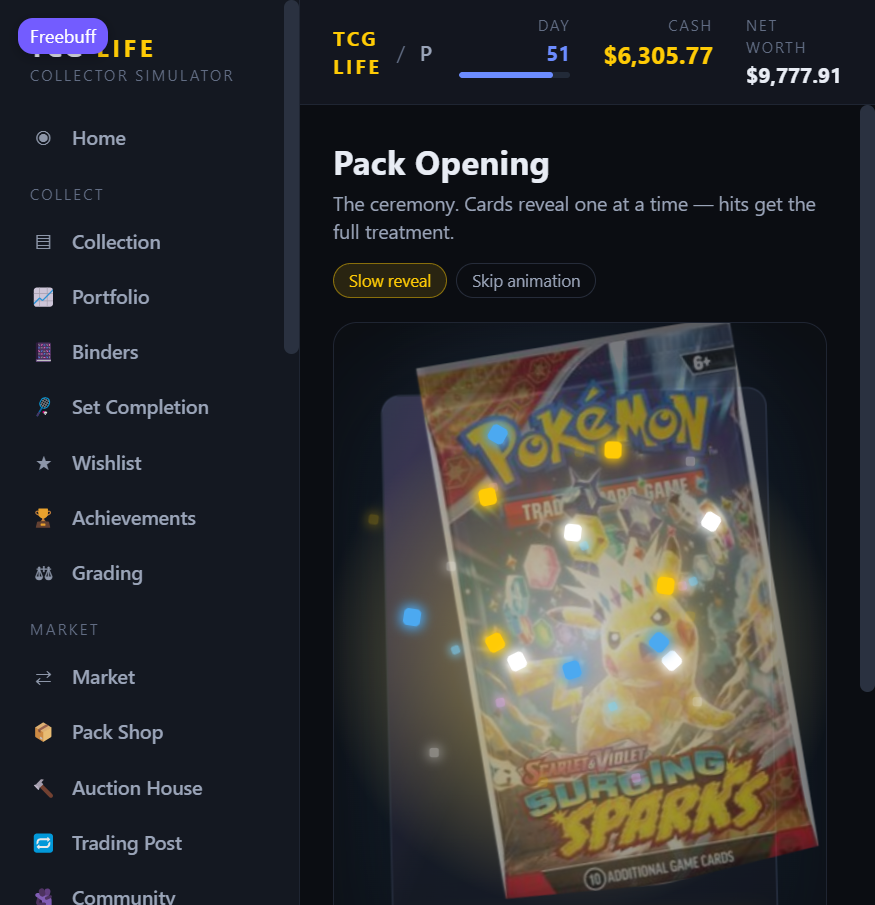 Freebuff
TCG LIFE
COLLECTOR SIMULATOR
Home
COLLECT
Collection
Portfolio
Binders
Set Completion
Wishlist
Achievements
Grading
MARKET
Market
Pack Shop
Auction House
Trading Post
Community
TCG LIFE / P
DAY
51
CASH
$6,305.77
NET WORTH
$9,777.91
Pack Opening
The ceremony. Cards reveal one at a time — hits get the
full treatment.
Slow reveal
Skip animation
6+
POKÉMON
GAME
SCARLET & VIOLET
SURGING
SPARKS
10 ADDITIONAL GAME CARDS